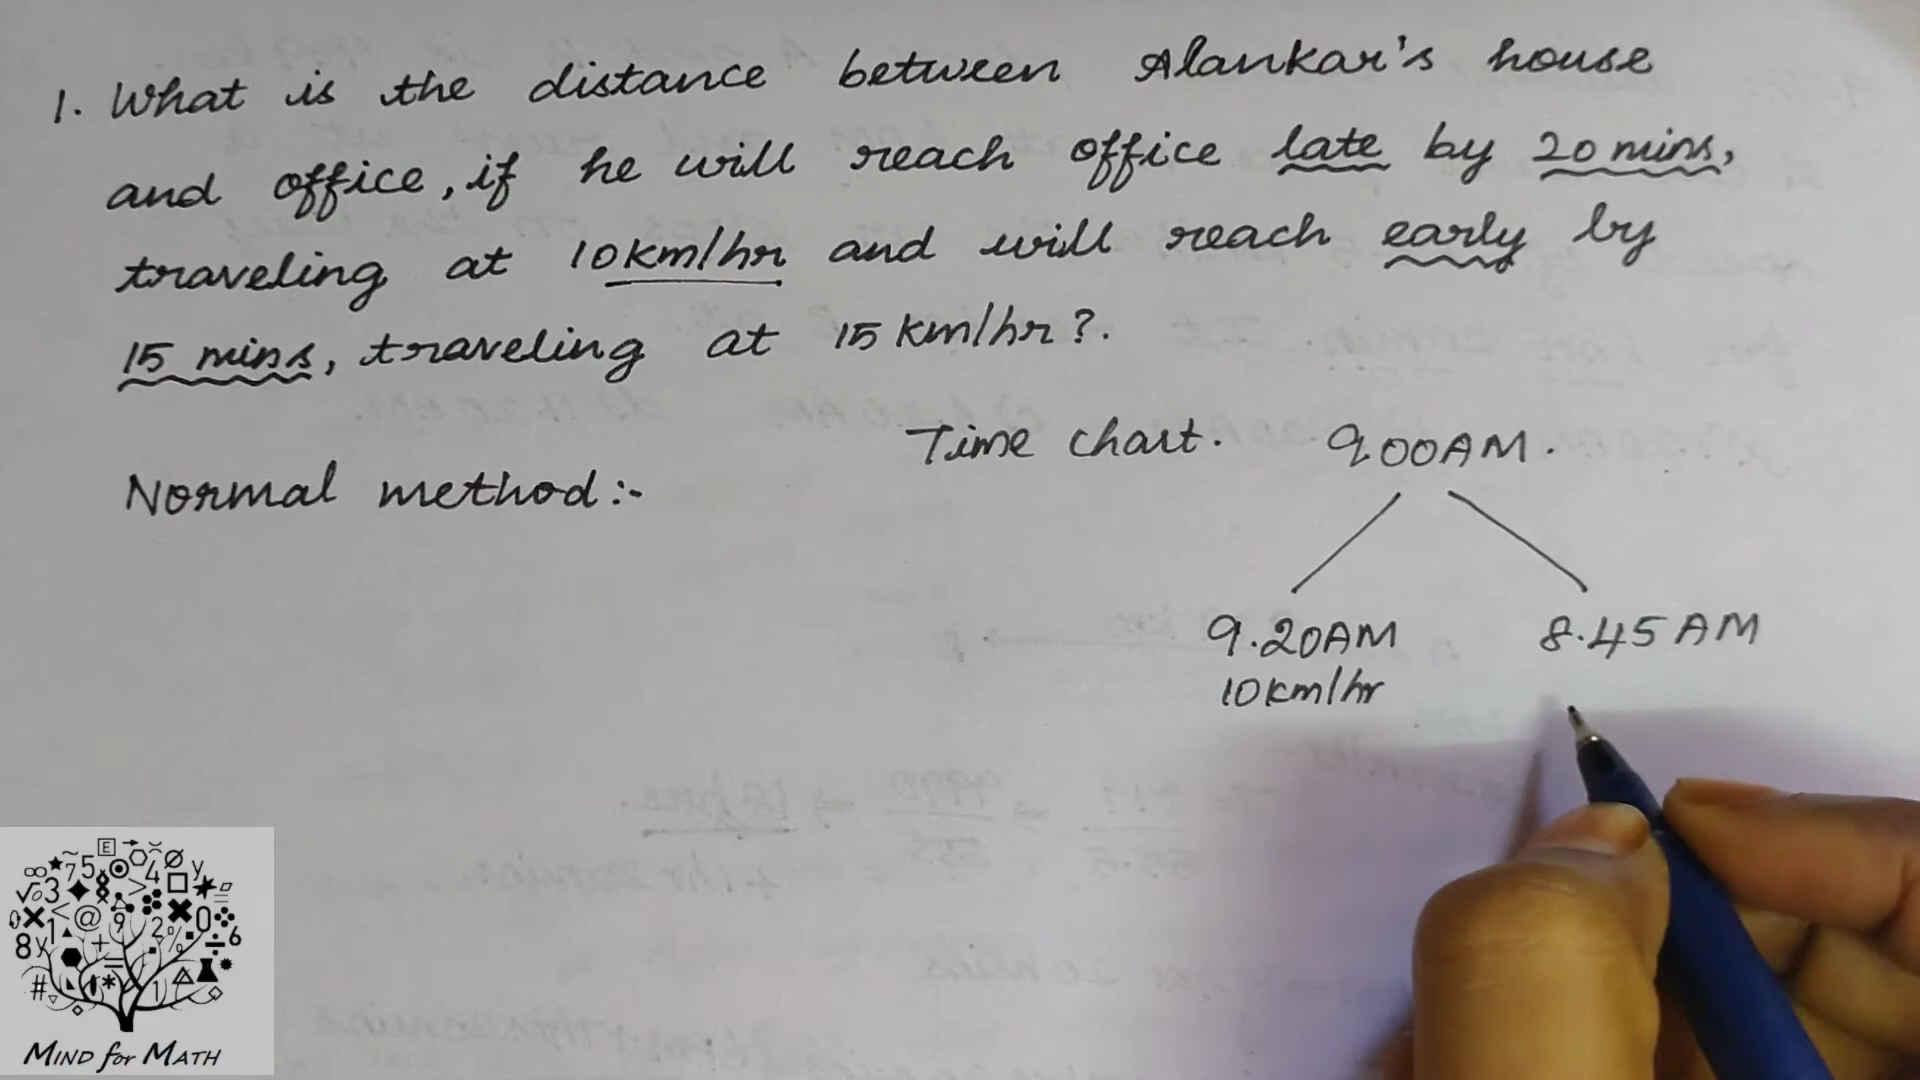 1. What is the distance between Alankar's house
and office, if he will reach office late by 20 mins,
traveling at 10km/hr and will reach early by
15 mins, traveling at 15 km/hr?.
Time chart. 9.00AM.
Normal method:-
9.20AM 8.45AM
10km/hr
MIND for MATH